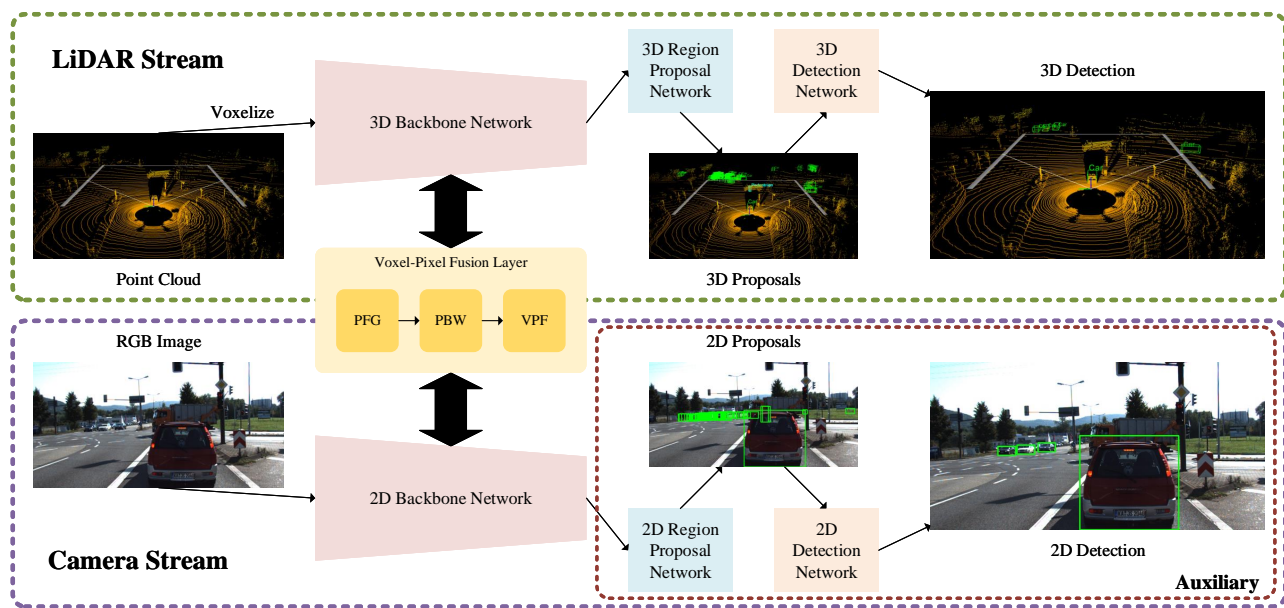 LiDAR Stream
Voxelize
3D Backbone Network
3D Region
Proposal
Network
3D
Detection
Network
3D Detection
Point Cloud
3D Proposals
Car
Voxel-Pixel Fusion Layer
PFG
PBW
VPF
RGB Image
2D Proposals
2D Backbone Network
2D Region
Proposal
Network
2D
Detection
Network
2D Detection
Camera Stream
Auxiliary